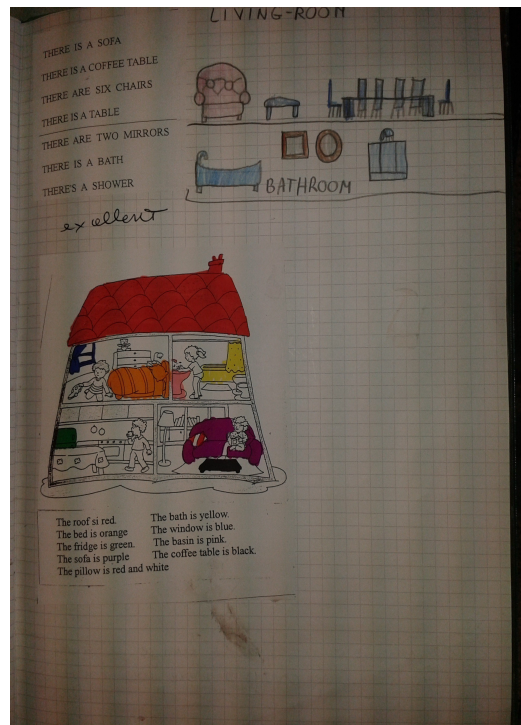 LIVING-ROOM
THERE IS A SOFA
THERE IS A COFFEE TABLE
THERE ARE SIX CHAIRS
THERE IS A TABLE
THERE ARE TWO MIRRORS
THERE IS A BATH
THERE'S A SHOWER
BATHROOM
excellent
The roof si red.
The bed is orange
The fridge is green.
The sofa is purple
The pillow is red and white
The bath is yellow.
The window is blue.
The basin is pink.
The coffee table is black.